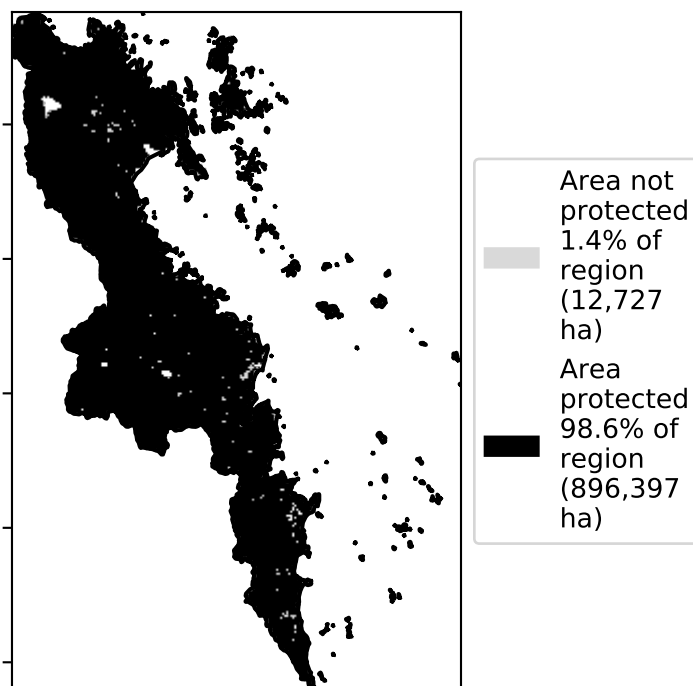 Area not
protected
1.4% of
region
(12,727
ha)
Area
protected
98.6% of
region
(896,397
ha)